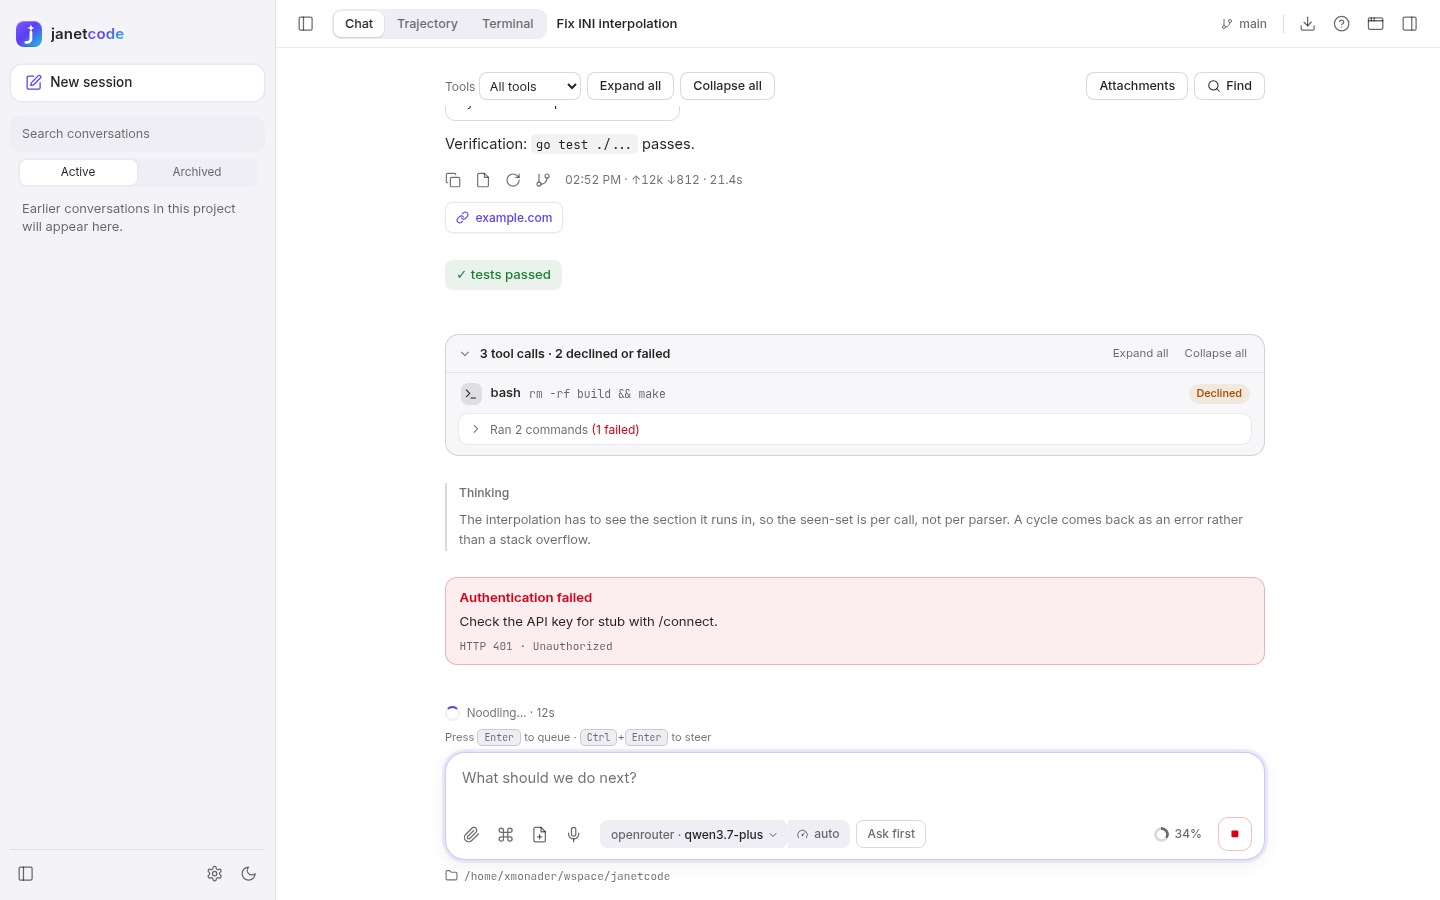 janetcode
New session
Search conversations
Active
Archived
Earlier conversations in this project
will appear here.
Chat
Trajectory
Terminal
Fix INI interpolation
main
Tools
All tools
Expand all
Collapse all
Attachments
Find
Verification: go test ./... passes.
02:52 PM · ↑12k ↓812 · 21.4s
example.com
✓ tests passed
3 tool calls · 2 declined or failed
Expand all
Collapse all
bash rm -rf build && make
Declined
Ran 2 commands (1 failed)
Thinking
The interpolation has to see the section it runs in, so the seen-set is per call, not per parser. A cycle comes back as an error rather
than a stack overflow.
Authentication failed
Check the API key for stub with /connect.
HTTP 401 · Unauthorized
Noodling... · 12s
Press Enter to queue · Ctrl+Enter to steer
What should we do next?
openrouter · qwen3.7-plus
auto
Ask first
34%
/home/xmonader/wspace/janetcode